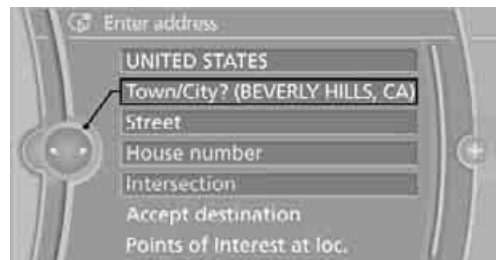 Enter address
UNITED STATES
Town/City? (BEVERLY HILLS, CA)
Street
House number
Intersection
Accept destination
Points of Interest at loc.